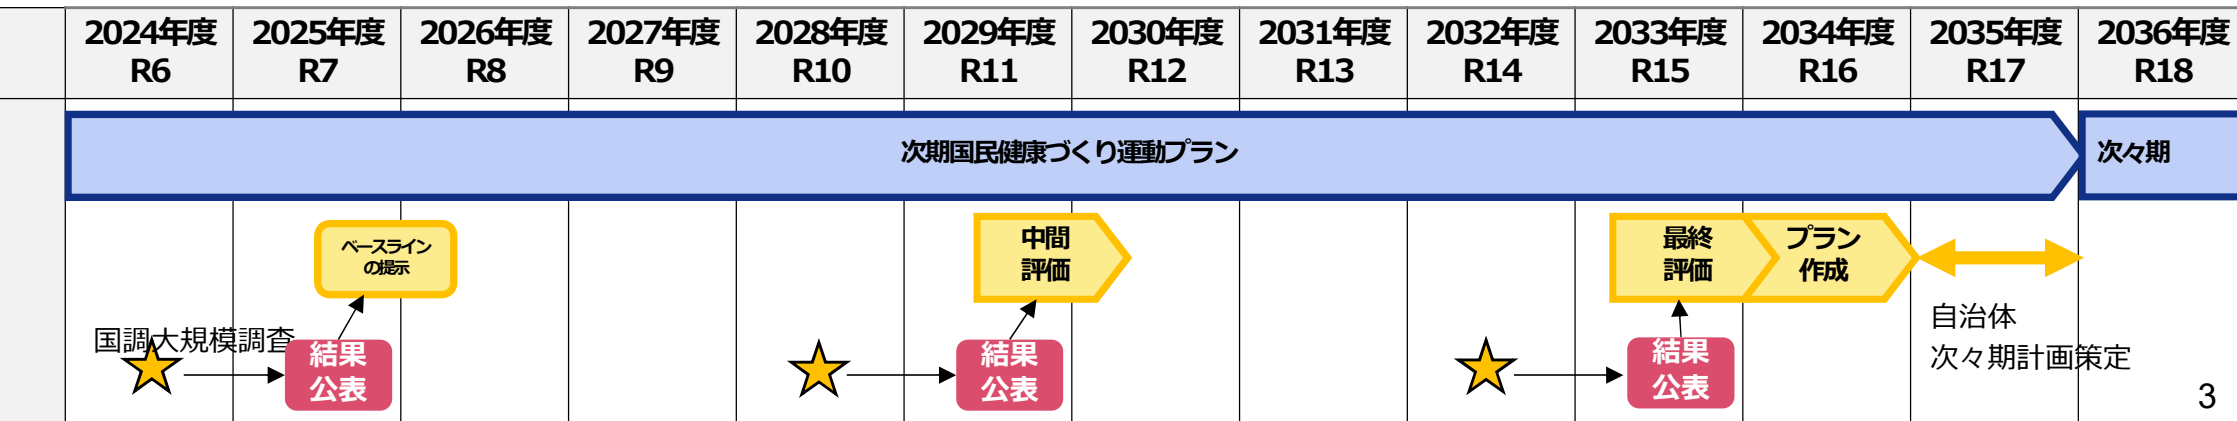 2024年度 2025年度 2026年度 2027年度 2028年度 2029年度 2030年度 2031年度 2032年度 2033年度 2034年度 2035年度 2036年度
R6 R7 R8 R9 R10 R11 R12 R13 R14 R15 R16 R17 R18
次期国民健康づくり運動プラン
次々期
ベースライン
の提示
中間
評価
最終
評価
プラン
作成
国調大規模調査
結果
公表
結果
公表
結果
公表
自治体
次々期計画策定
3